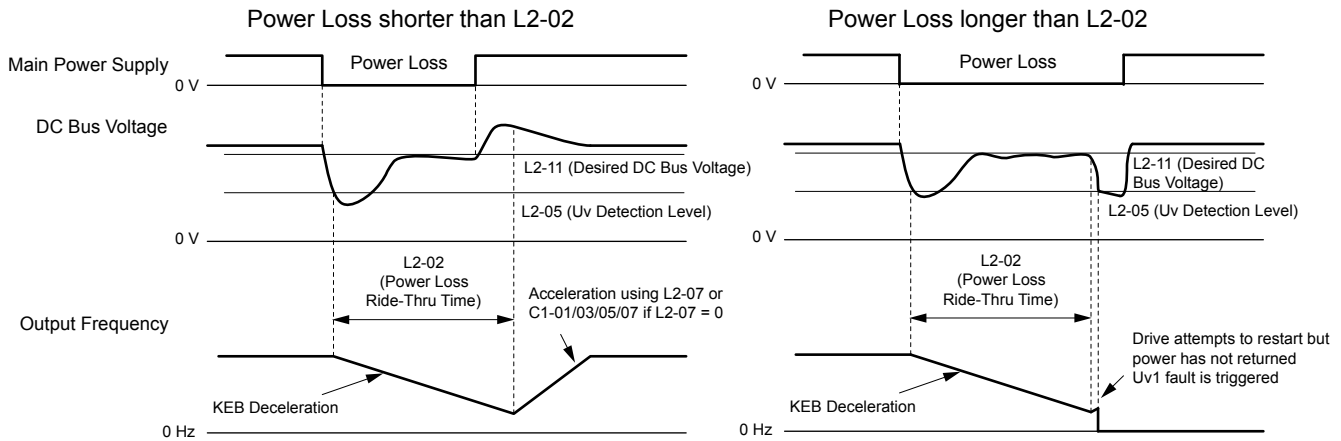 Power Loss shorter than L2-02
Main Power Supply
Power Loss
0 V
DC Bus Voltage
L2-11 (Desired DC Bus Voltage)
L2-05 (Uv Detection Level)
0 V
L2-02
(Power Loss
Ride-Thru Time)
Acceleration using L2-07 or
C1-01/03/05/07 if L2-07 = 0
Output Frequency
KEB Deceleration
0 Hz
Power Loss longer than L2-02
Power Loss
0 V
L2-11 (Desired DC
Bus Voltage)
L2-05 (Uv Detection Level)
0 V
L2-02
(Power Loss
Ride-Thru Time)
Drive attempts to restart but
power has not returned
Uv1 fault is triggered
KEB Deceleration
0 Hz